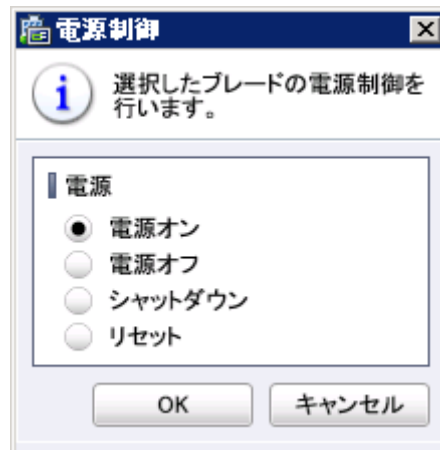 電源制御
選択したブレードの電源制御を
行います。
電源
電源オン
電源オフ
シャットダウン
リセット
OK
キャンセル